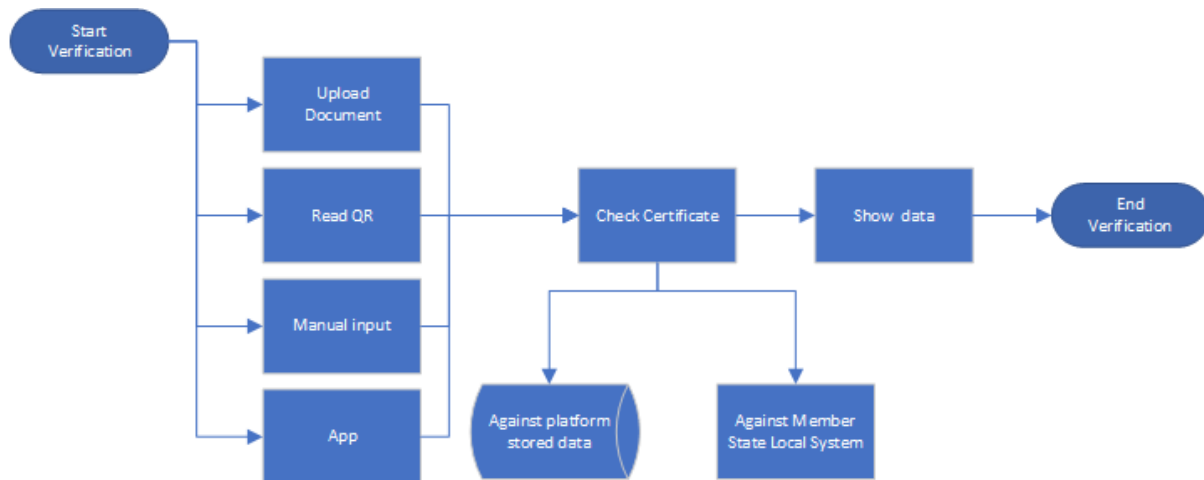 Start
Verification
Upload
Document
Read QR
Manual input
App
Check Certificate
Show data
End
Verification
Against platform
stored data
Against Member
State Local System